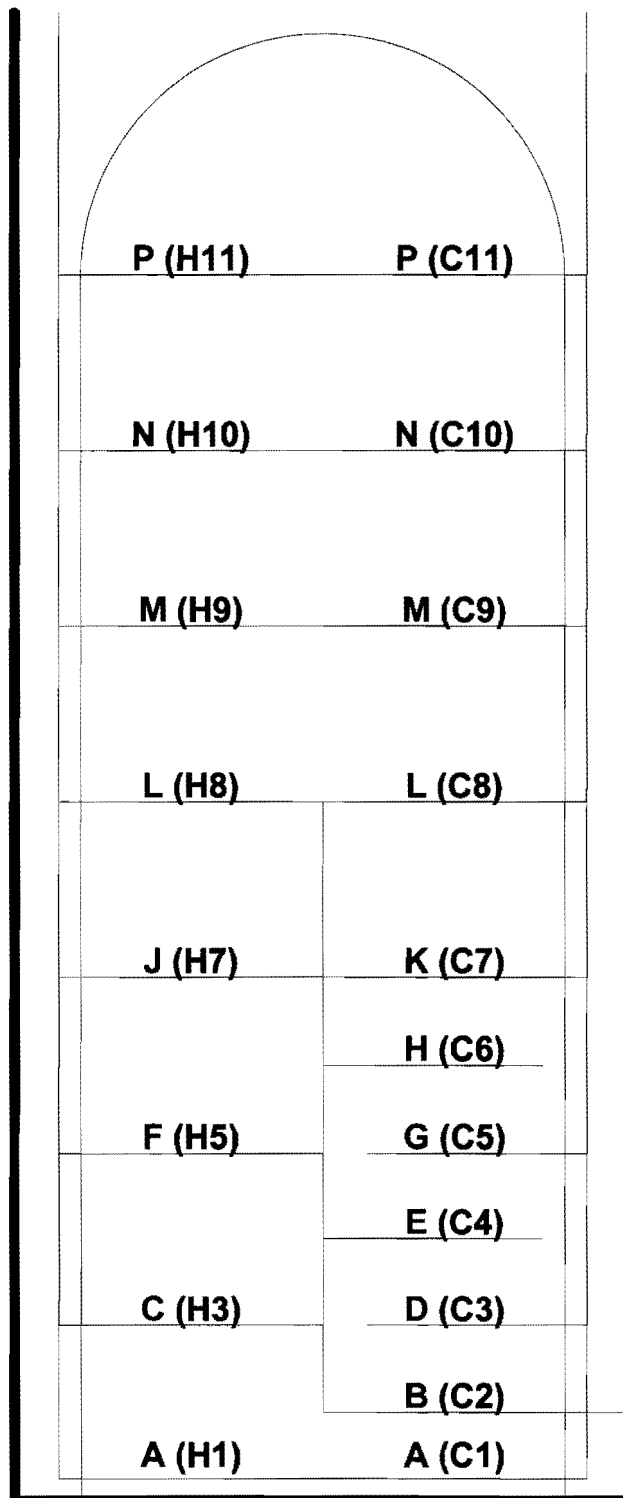 P (H11) P (C11)
N (H10) N (C10)
M (H9) M (C9)
L (H8) L (C8)
J (H7) K (C7)
H (C6)
F (H5) G (C5)
E (C4)
C (H3) D (C3)
B (C2)
A (H1) A (C1)